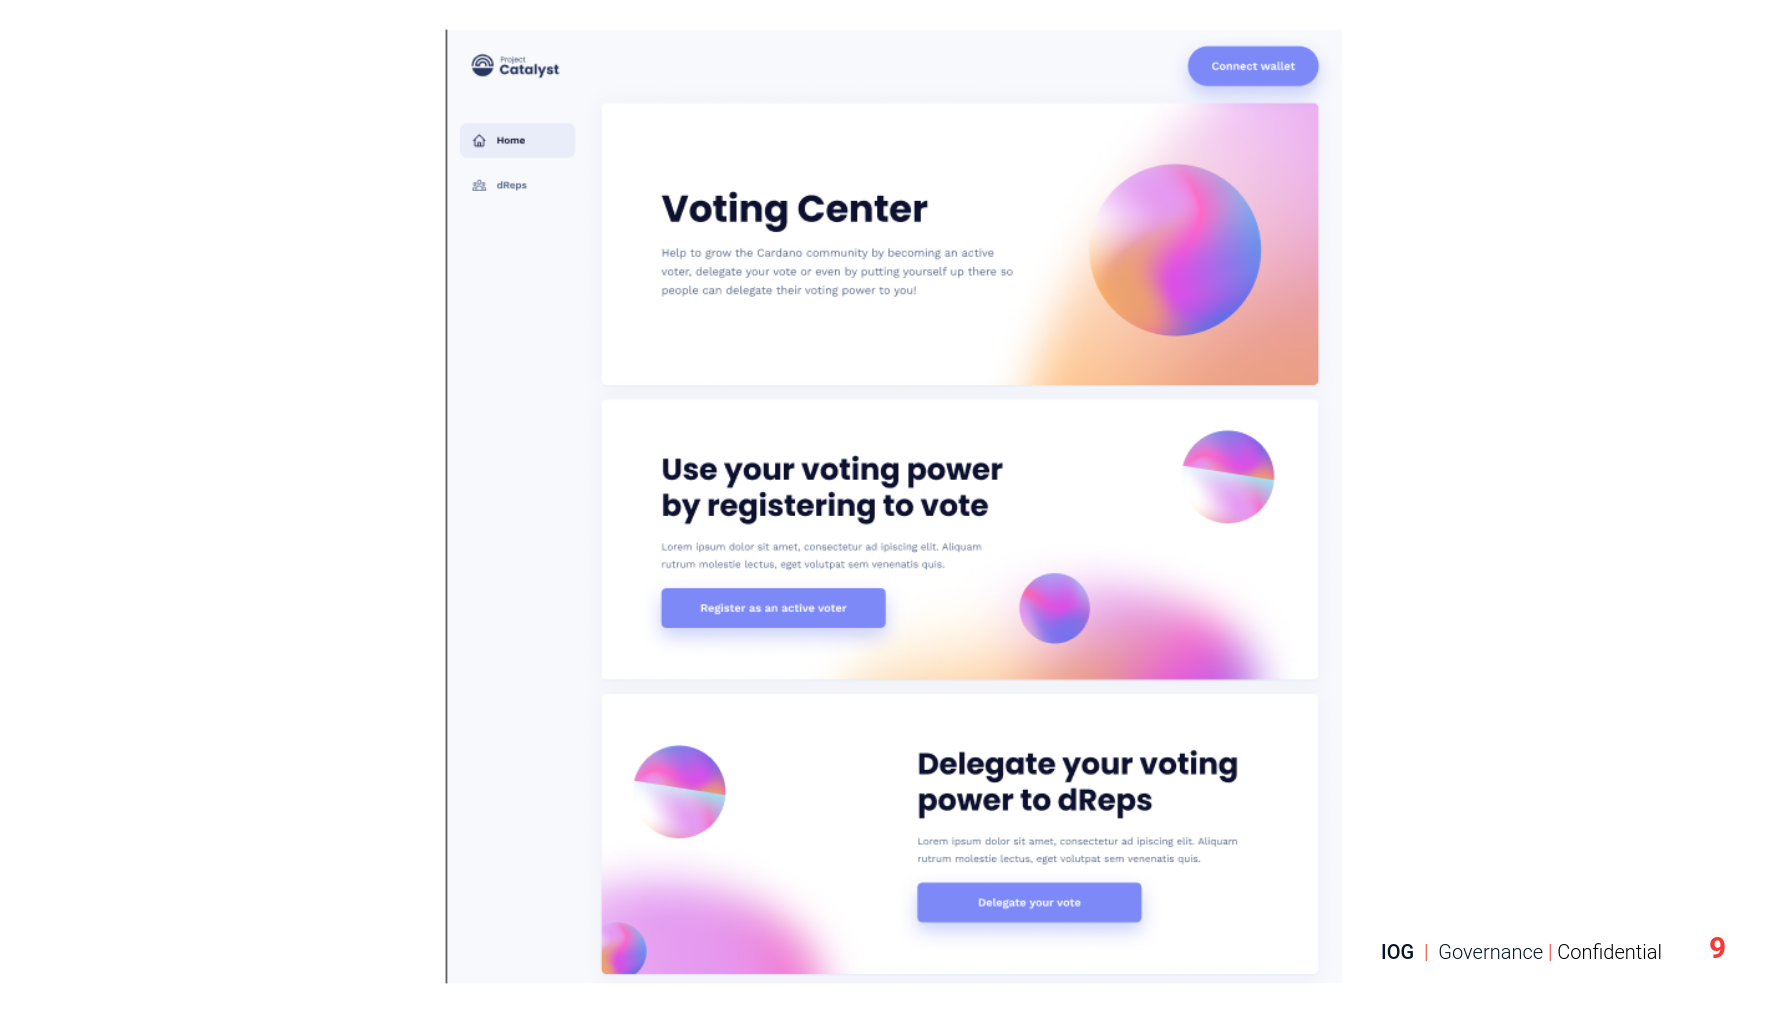 Project
Catalyst
Connect wallet
Home
dReps
Voting Center
Help to grow the Cardano community by becoming an active
voter, delegate your vote or even by putting yourself up there so
people can delegate their voting power to you!
Use your voting power
by registering to vote
Lorem ipsum dolor sit amet, consectetur ad ipiscing elit. Aliquam
rutrum molestie lectus, eget volutpat sem venenatis quis.
Register as an active voter
Delegate your voting
power to dReps
Lorem ipsum dolor sit amet, consectetur ad ipiscing elit. Aliquam
rutrum molestie lectus, eget volutpat sem venenatis quis.
Delegate your vote
IOG | Governance | Confidential 9